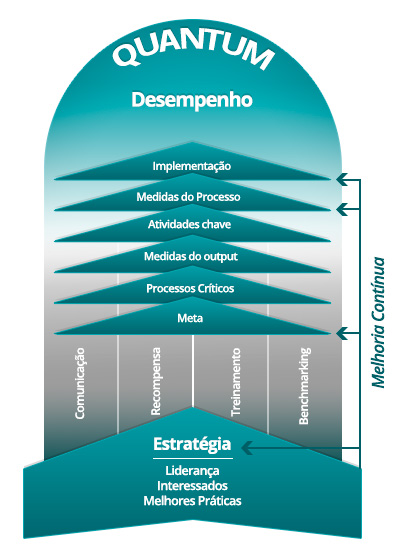 QUANTUM
Desempenho
Implementação
Medidas do Processo
Atividades chave
Medidas do output
Processos Críticos
Meta
Comunicação
Recompensa
Treinamento
Benchmarking
Melhoria Contínua
Estratégia
Liderança
Interessados
Melhores Práticas